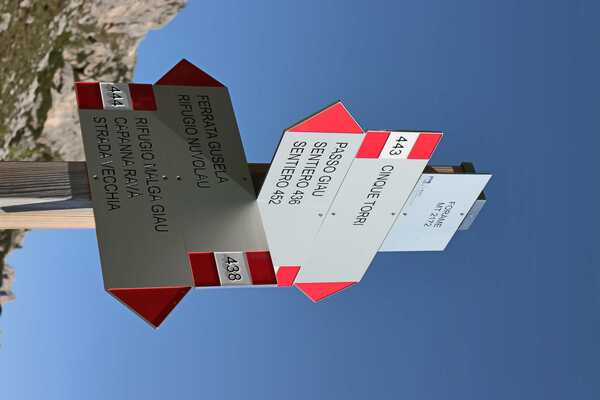 FORAME
MT 2172
443
CINQUE TORRI
PASSO GIAU
SENTIERO 436
SENTIERO 452
438
FERRATA GUSELA
RIFUGIO NUVOLAU
444
RIFUGIO MALGA GIAU
CAPANNA RAVÀ
STRADA VECCHIA